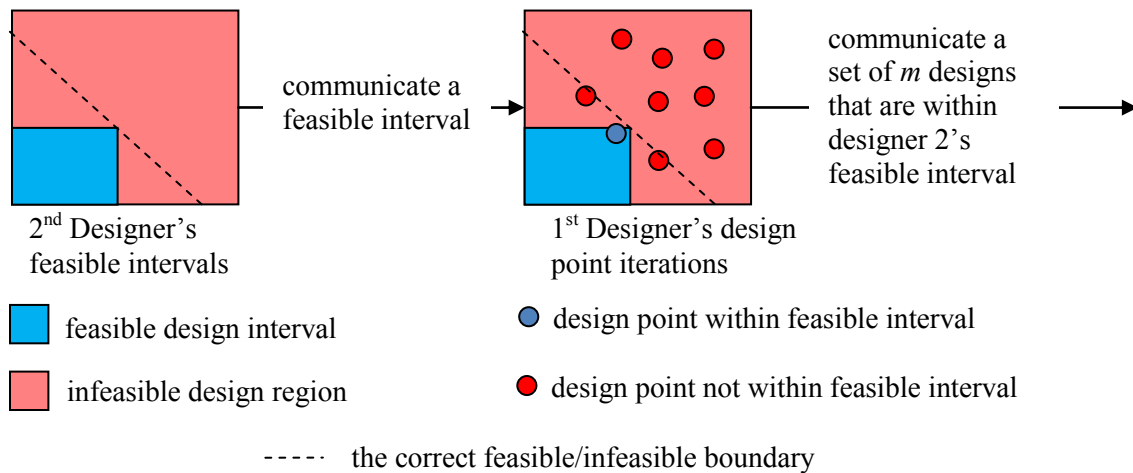 communicate a
feasible interval
communicate a
set of m designs
that are within
designer 2’s
feasible interval
2nd Designer’s
feasible intervals
1st Designer’s design
point iterations
feasible design interval
design point within feasible interval
infeasible design region
design point not within feasible interval
the correct feasible/infeasible boundary